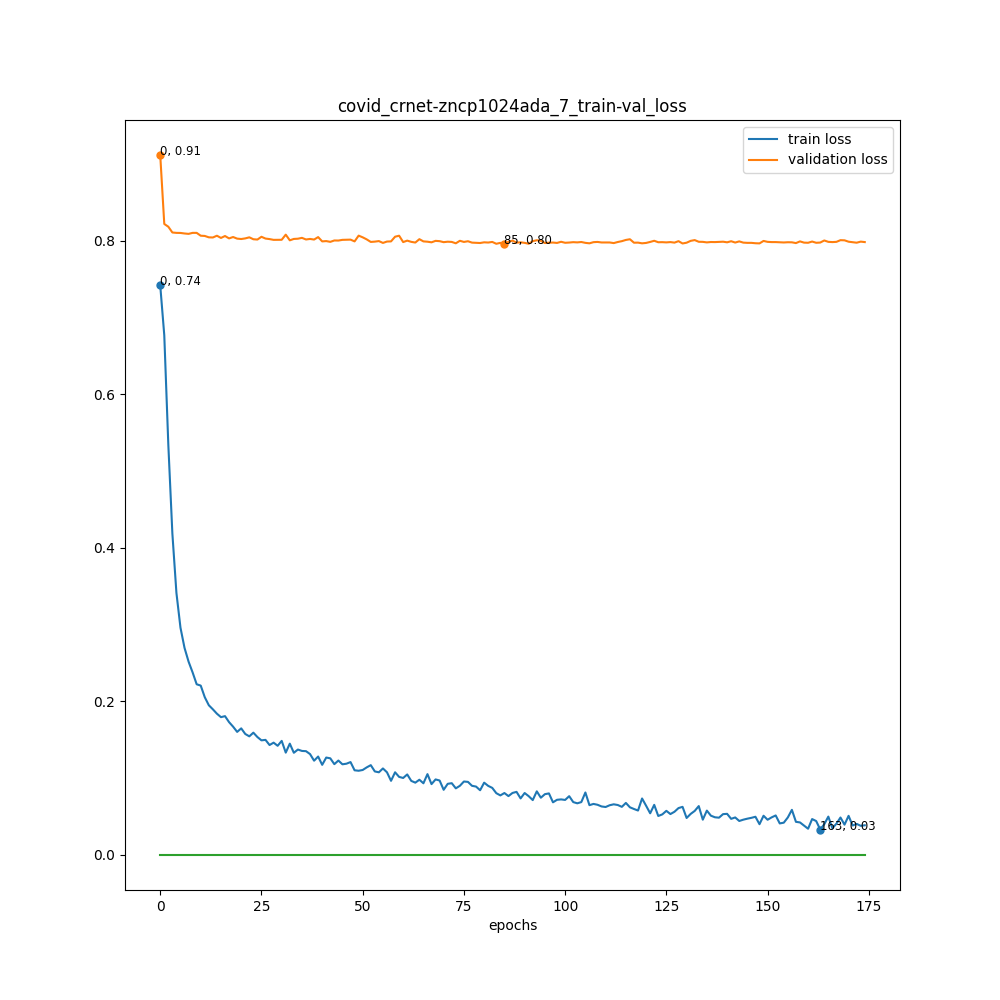 covid_crnet-zncp1024ada_7_train-val_loss
train loss
validation loss
0, 0.91
85, 0.80
0, 0.74
163, 0.03
0.8
0.6
0.4
0.2
0.0
0 25 50 75 100 125 150 175
epochs